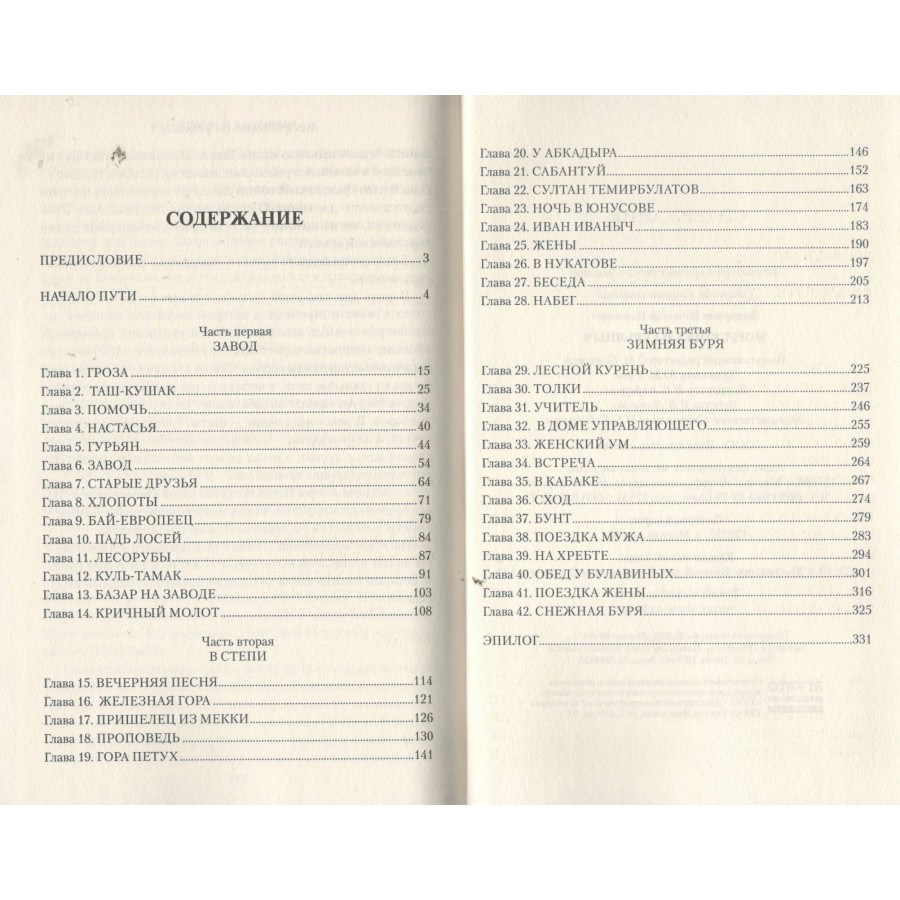 СОДЕРЖАНИЕ
ПРЕДИСЛОВИЕ 3
НАЧАЛО ПУТИ 4
Часть первая
ЗАВОД
Глава 1. ГРОЗА 15
Глава 2. ТАШ-КУШАК 25
Глава 3. ПОМОЧЬ 34
Глава 4. НАСТАСЬЯ 40
Глава 5. ГУРЬЯН 44
Глава 6. ЗАВОД 54
Глава 7. СТАРЫЕ ДРУЗЬЯ 64
Глава 8. ХЛОПОТЫ 71
Глава 9. БАЙ-ЕВРОПЕЕЦ 79
Глава 10. ПАДЬ ЛОСЕЙ 84
Глава 11. ЛЕСОРУБЫ 87
Глава 12. КУЛЬ-ТАМАК 91
Глава 13. БАЗАР НА ЗАВОДЕ 103
Глава 14. КРИЧНЫЙ МОЛОТ 108
Часть вторая
В СТЕПИ
Глава 15. ВЕЧЕРНЯЯ ПЕСНЯ 114
Глава 16. ЖЕЛЕЗНАЯ ГОРА 121
Глава 17. ПРИШЕЛЕЦ ИЗ МЕККИ 126
Глава 18. ПРОПОВЕДЬ 130
Глава 19. ГОРА ПЕТУХ 141
Глава 20. У АБКАДЫРА 146
Глава 21. САБАНТУЙ 152
Глава 22. СУЛТАН ТЕМИРБУЛАТОВ 163
Глава 23. НОЧЬ В ЮНУСОВЕ 174
Глава 24. ИВАН ИВАНЫЧ 183
Глава 25. ЖЕНЫ 190
Глава 26. В НУКАТОВЕ 197
Глава 27. БЕСЕДА 205
Глава 28. НАБЕГ 213
Часть третья
ЗИМНЯЯ БУРЯ
Глава 29. ЛЕСНОЙ КУРЕНЬ 225
Глава 30. ТОЛКИ 237
Глава 31. УЧИТЕЛЬ 246
Глава 32. В ДОМЕ УПРАВЛЯЮЩЕГО 255
Глава 33. ЖЕНСКИЙ УМ 259
Глава 34. ВСТРЕЧА 264
Глава 35. В КАБАКЕ 267
Глава 36. СХОД 274
Глава 37. БУНТ 279
Глава 38. ПОЕЗДКА МУЖА 283
Глава 39. НА ХРЕБТЕ 294
Глава 40. ОБЕД У БУЛАВИНЫХ 301
Глава 41. ПОЕЗДКА ЖЕНЫ 316
Глава 42. СНЕЖНАЯ БУРЯ 325
ЭПИЛОГ 331